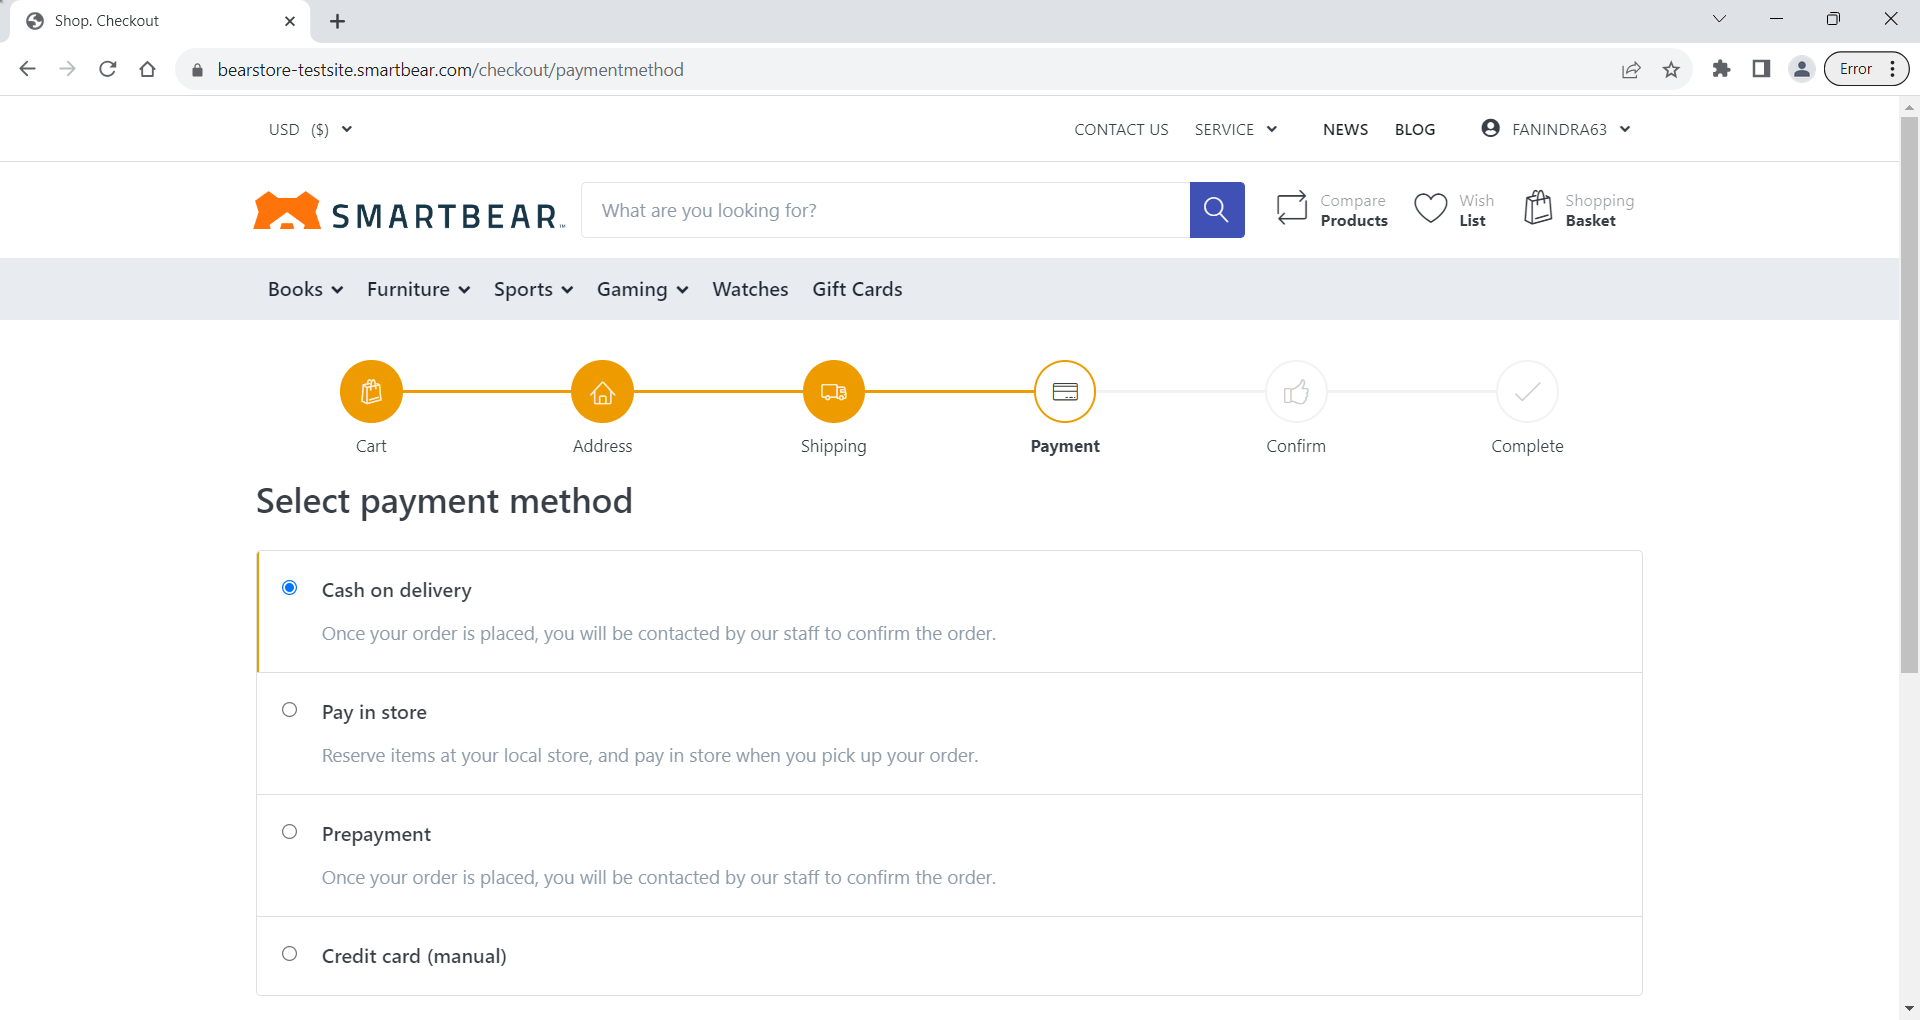 Shop. Checkout
bearstore-testsite.smartbear.com/checkout/paymentmethod
Error
USD ($)
CONTACT US SERVICE NEWS BLOG FANINDRA63
SMARTBEAR™
What are you looking for?
Compare
Products
Wish
List
Shopping
Basket
Books Furniture Sports Gaming Watches Gift Cards
Cart Address Shipping Payment Confirm Complete
Select payment method
Cash on delivery
Once your order is placed, you will be contacted by our staff to confirm the order.
Pay in store
Reserve items at your local store, and pay in store when you pick up your order.
Prepayment
Once your order is placed, you will be contacted by our staff to confirm the order.
Credit card (manual)